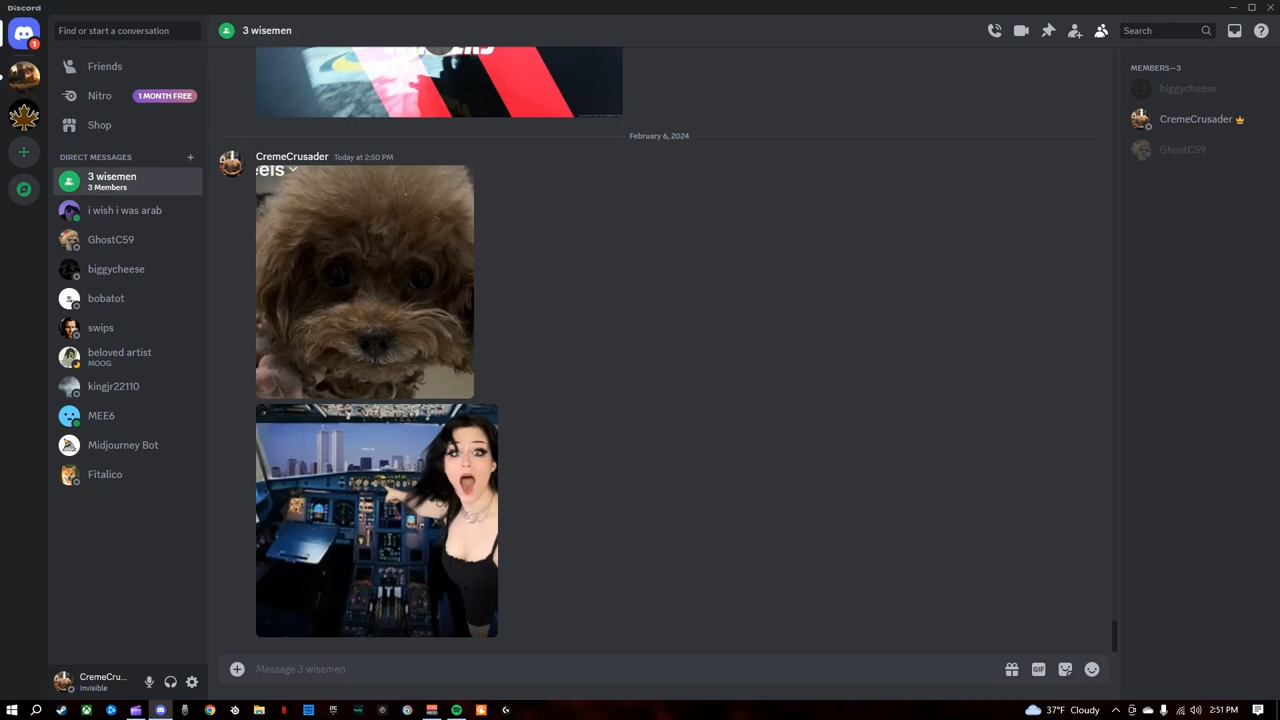 Discord
Find or start a conversation
3 wisemen
Search
1
Friends
Nitro
1 MONTH FREE
Shop
DIRECT MESSAGES
3 wisemen
3 Members
i wish i was arab
GhostC59
biggycheese
bobatot
swips
beloved artist
MOOG
kingjr22110
MEE6
Midjourney Bot
Fitalico
CremeCru...
Invisible
February 6, 2024
CremeCrusader
Today at 2:50 PM
eels
Message 3 wisemen
GIF
MEMBERS—3
biggycheese
CremeCrusader
GhostC59
37°F Cloudy
2:51 PM